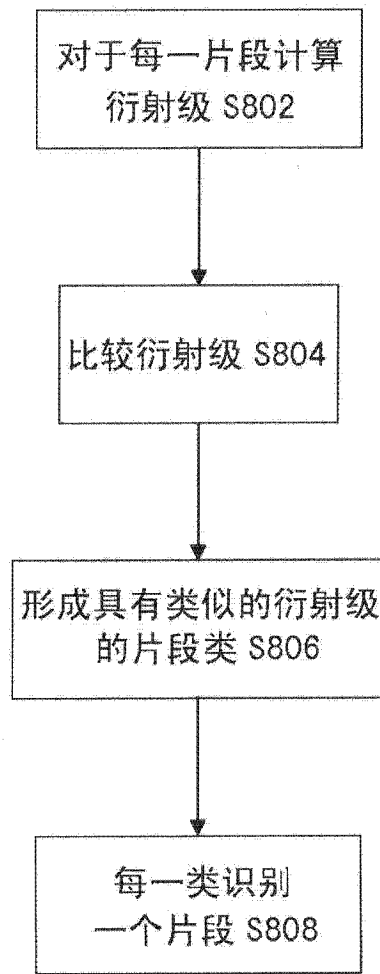 对于每一片段计算
衍射级 S802
比较衍射级 S804
形成具有类似的衍射级
的片段类 S806
每一类识别
一个片段 S808